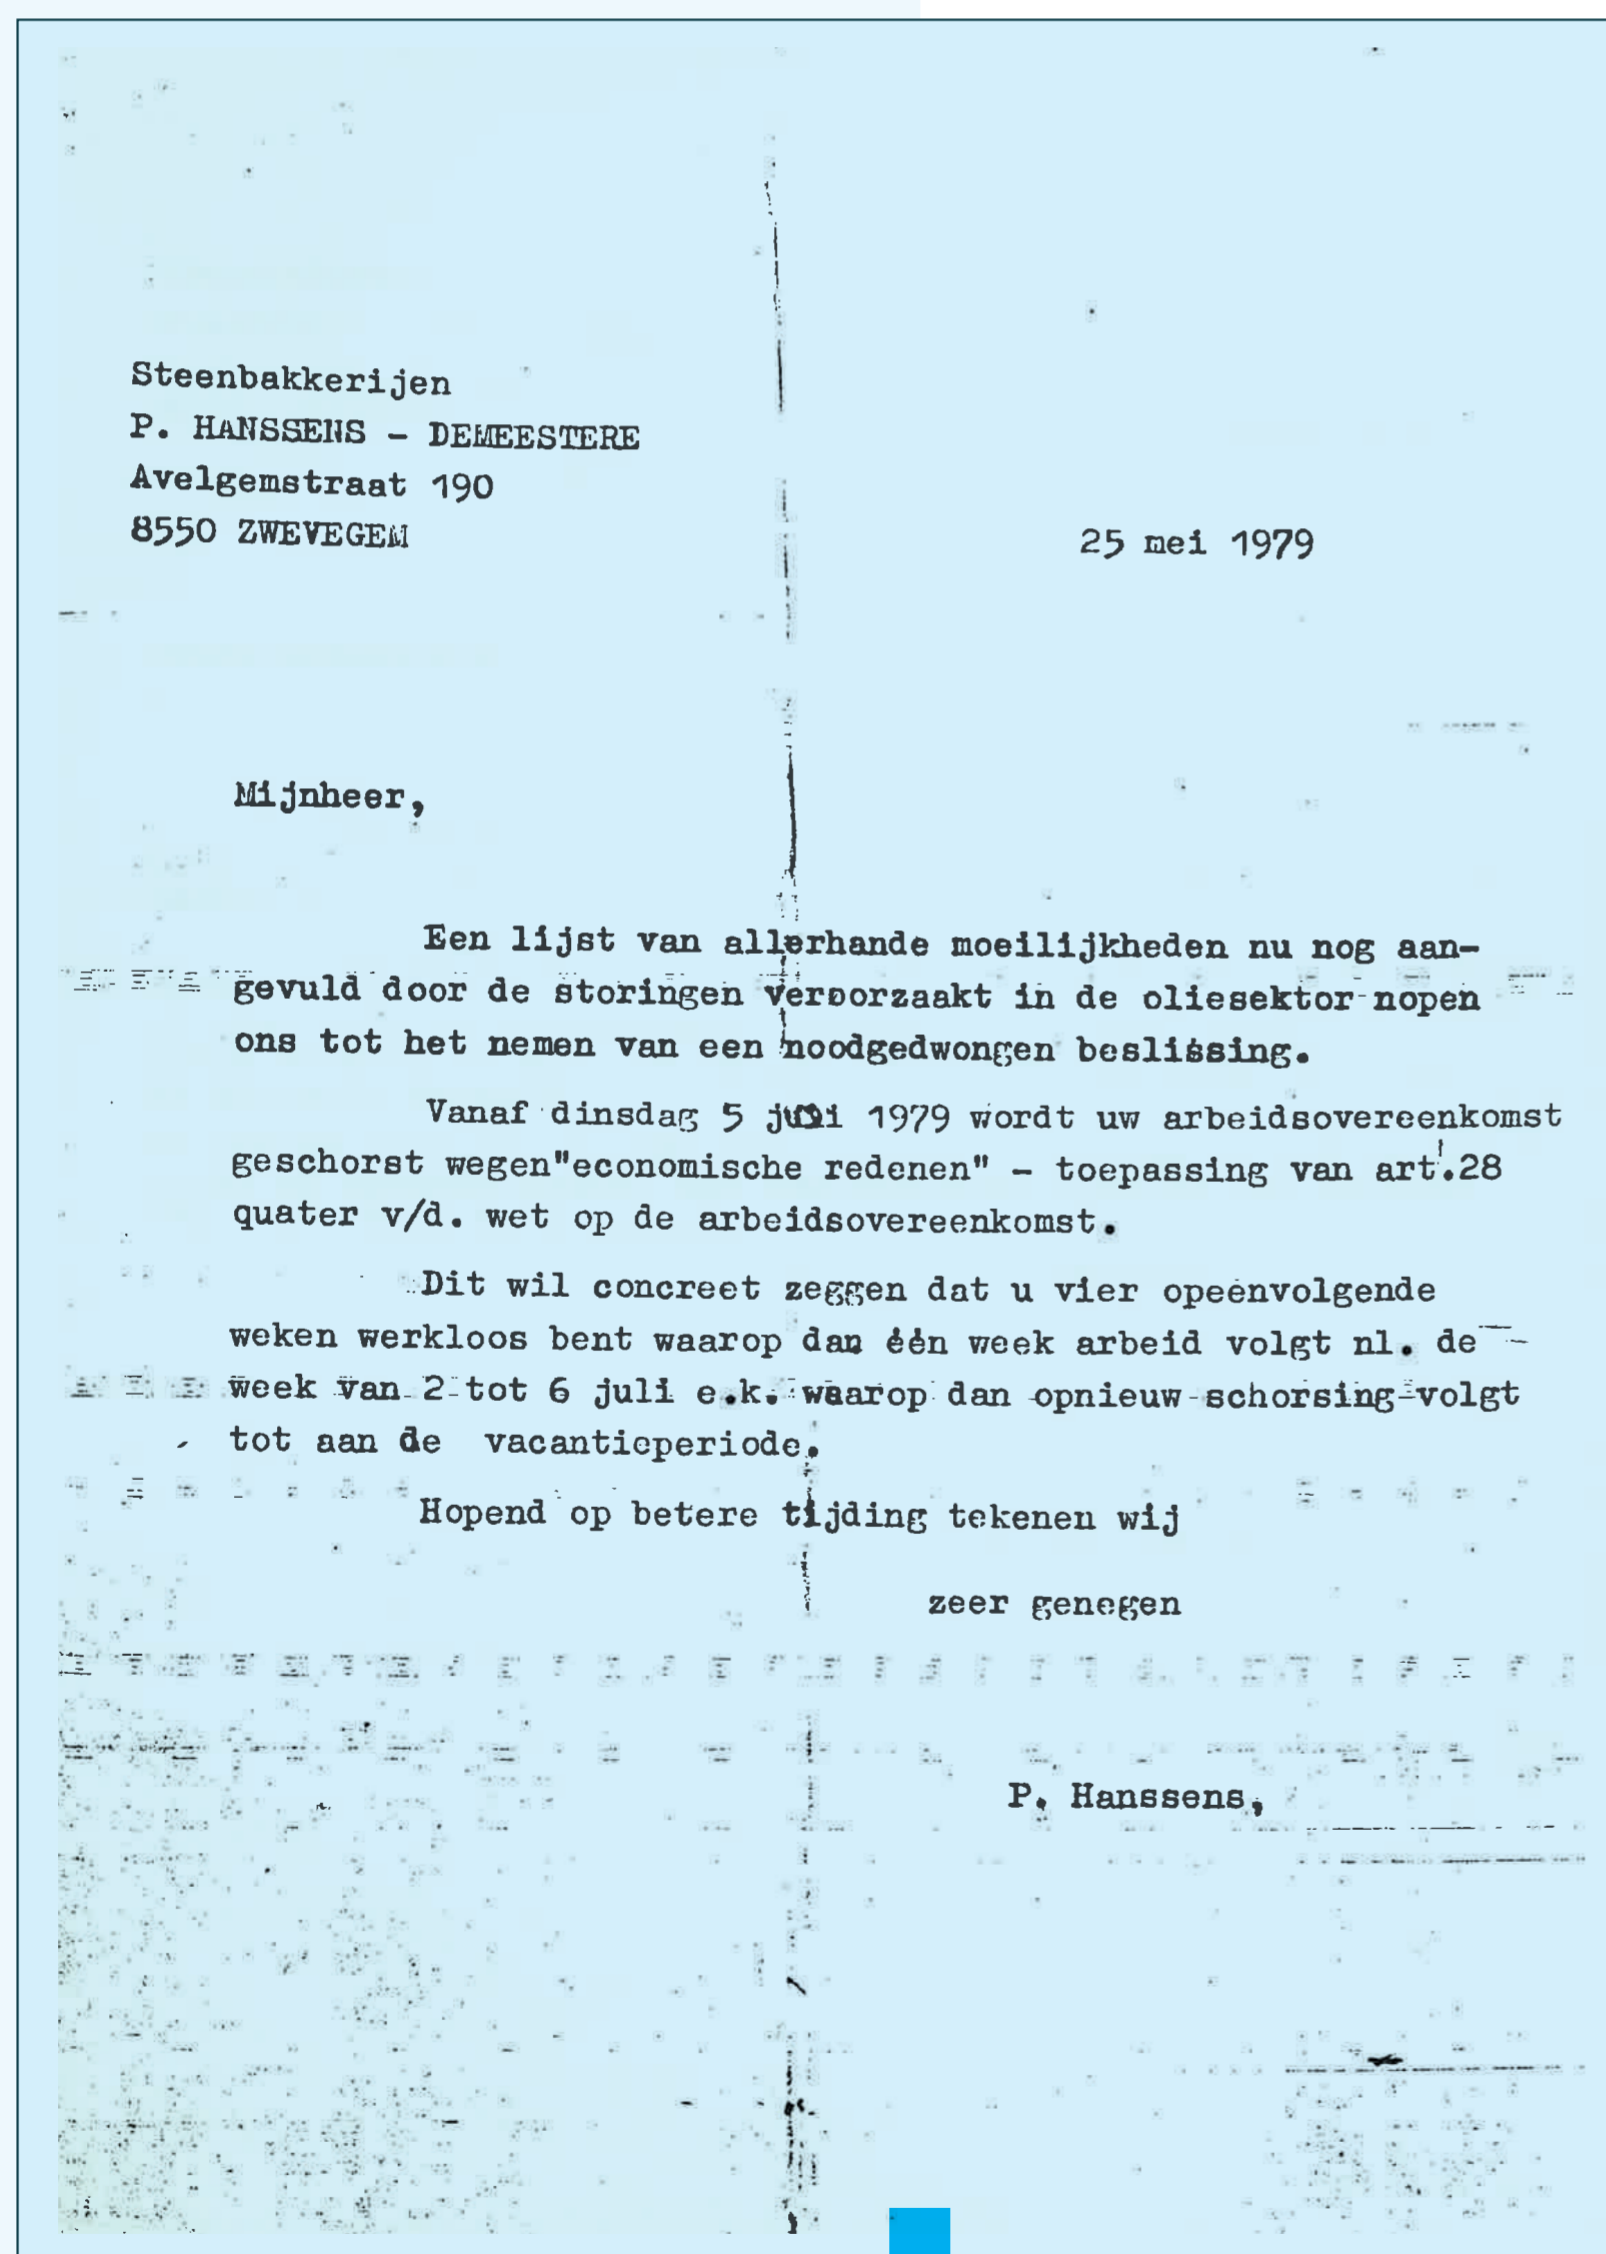 Steenbakkerijen
P. HANSSENS - DEMEESTERE
Avelgemstraat 190
8550 ZWEVEGEM
25 mei 1979
Mijnheer,
Een lijst van allerhande moeilijkheden nu nog aan-
gevuld door de storingen veroorzaakt in de oliesektor nopen
ons tot het nemen van een noodgedwongen beslissing.
Vanaf dinsdag 5 juni 1979 wordt uw arbeidsovereenkomst
geschorst wegen"economische redenen" - toepassing van art.28
quater v/d. wet op de arbeidsovereenkomst.
Dit wil concreet zeggen dat u vier opeenvolgende
weken werkloos bent waarop dan één week arbeid volgt nl. de
week van 2 tot 6 juli e.k. waarop dan opnieuw schorsing volgt
tot aan de vacantieperiode.
Hopend op betere tijding tekenen wij
zeer genegen
P. Hanssens,